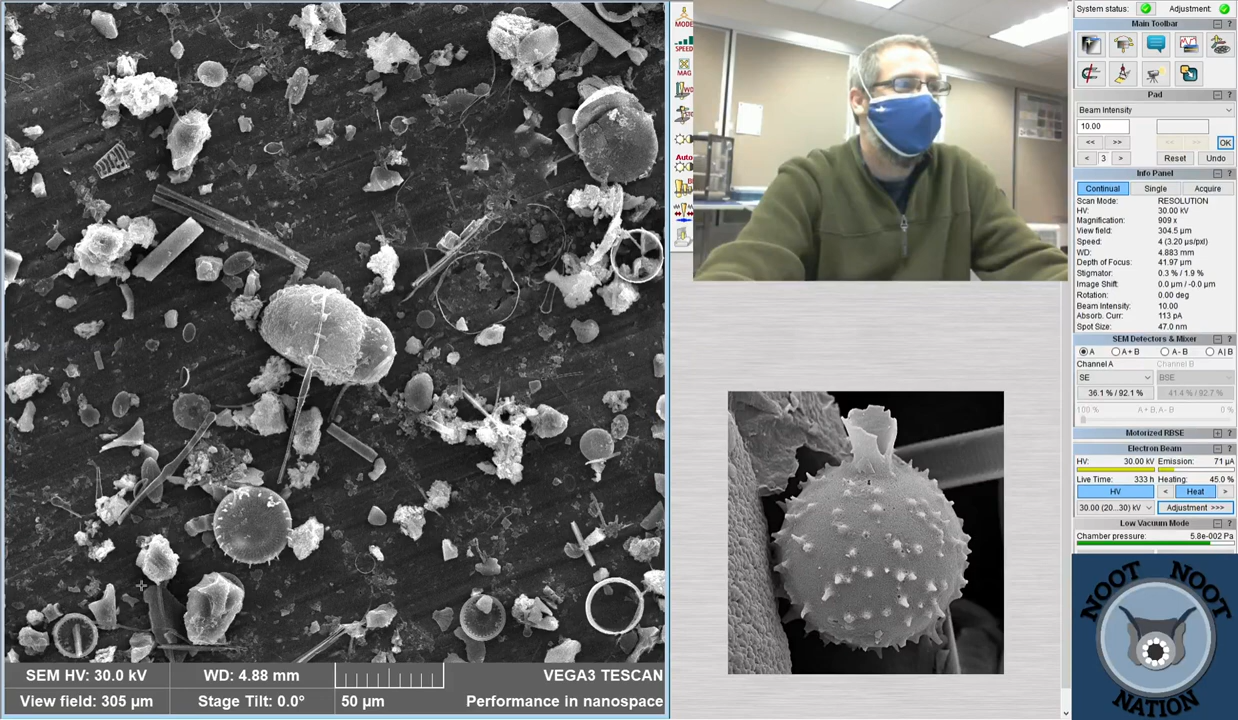 System status: Adjustment:
Main Toolbar
Pad
Beam Intensity
10.00
<< >> OK
< 3 > Reset Undo
Info Panel
Continual Single Acquire
Scan Mode: RESOLUTION
HV: 30.00 kV
Magnification: 909 x
View field: 304.5 µm
Speed: 4 (3.20 µs/pxl)
WD: 4.883 mm
Depth of Focus: 41.97 µm
Stigmator: 0.3 % / 1.9 %
Image Shift: 0.0 µm / -0.0 µm
Rotation: 0.00 deg
Beam Intensity: 10.00
Absorb. Curr: 113 pA
Spot Size: 47.0 nm
SEM Detectors & Mixer
A A + B A - B A | B
Channel A Channel B
SE BSE
36.1 % / 92.1 % 41.4 % / 92.7 %
100 % A + B; A - B 0 %
Motorized RBSE
Electron Beam
HV: 30.00 kV Emission: 71 µA
Live Time: 333 h Heating: 45.0 %
HV < Heat >
30.00 (20...30) kV Adjustment >>>
Low Vacuum Mode
Chamber pressure: 5.8e-002 Pa
MODE
SPEED
MAG
WD
Auto
SEM HV: 30.0 kV WD: 4.88 mm VEGA3 TESCAN
View field: 305 µm Stage Tilt: 0.0° 50 µm Performance in nanospace
NOOT NOOT
NATION